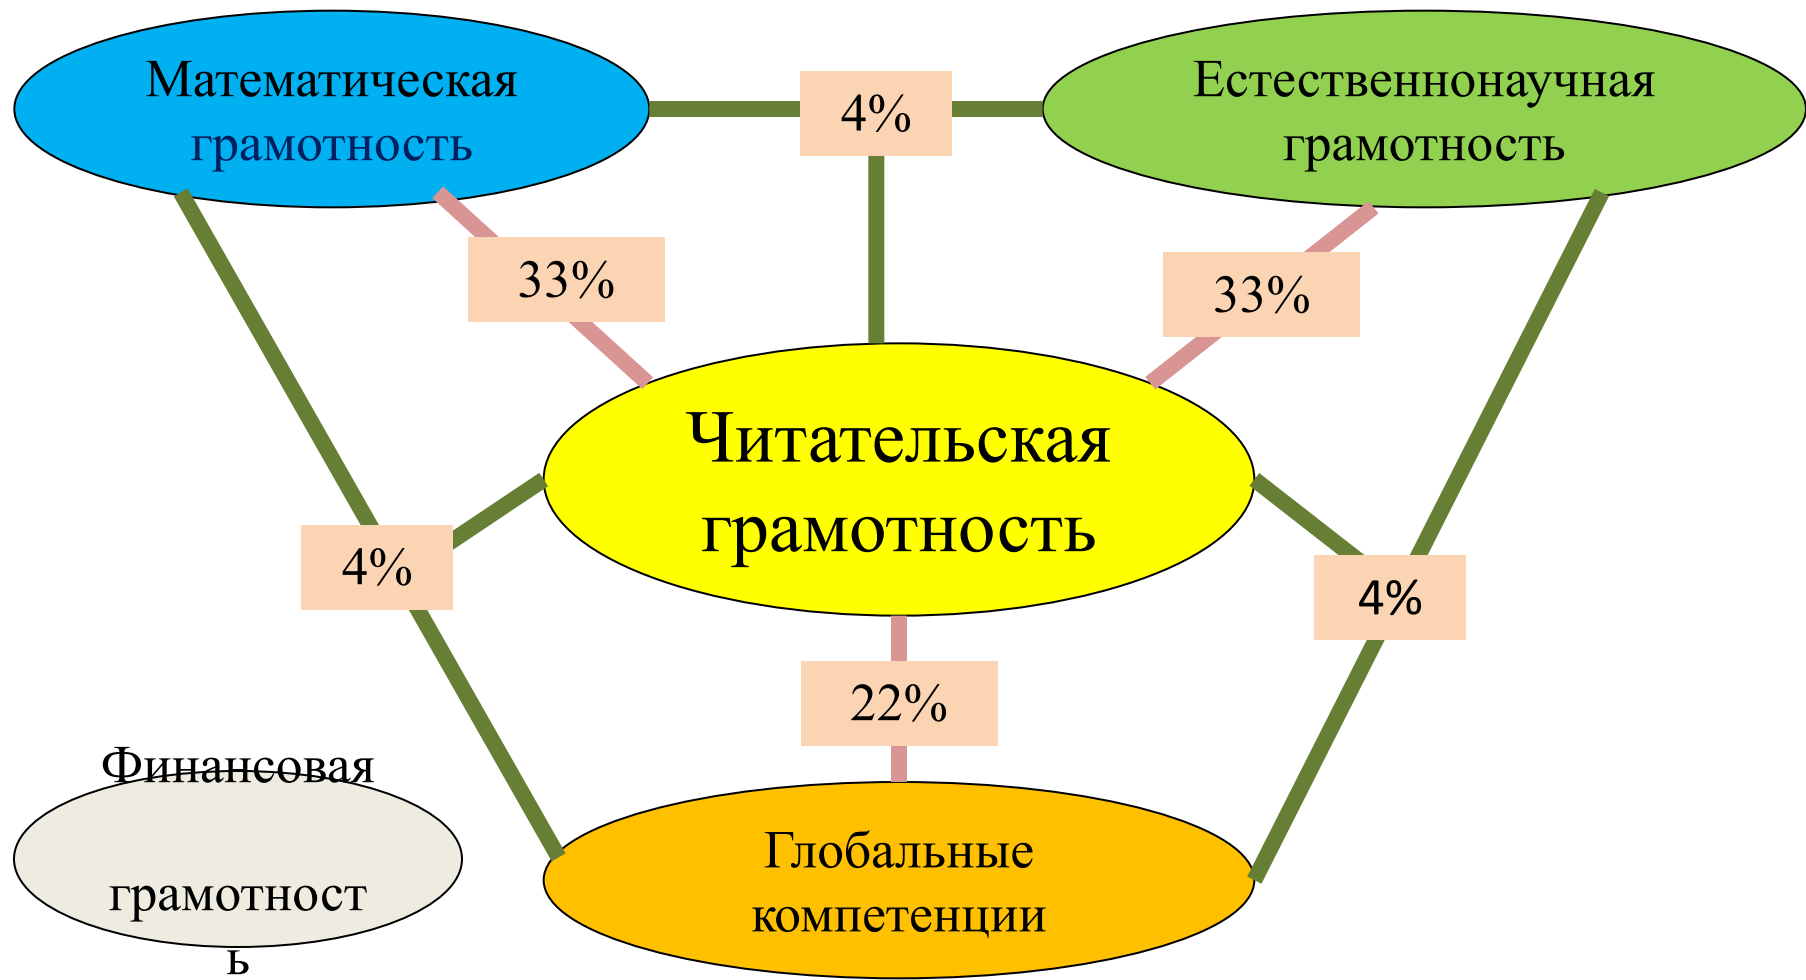 Математическая
грамотность
4%
Естественнонаучная
грамотность
33%
33%
Читательская
грамотность
4%
4%
22%
Финансовая
грамотност
ь
Глобальные
компетенции